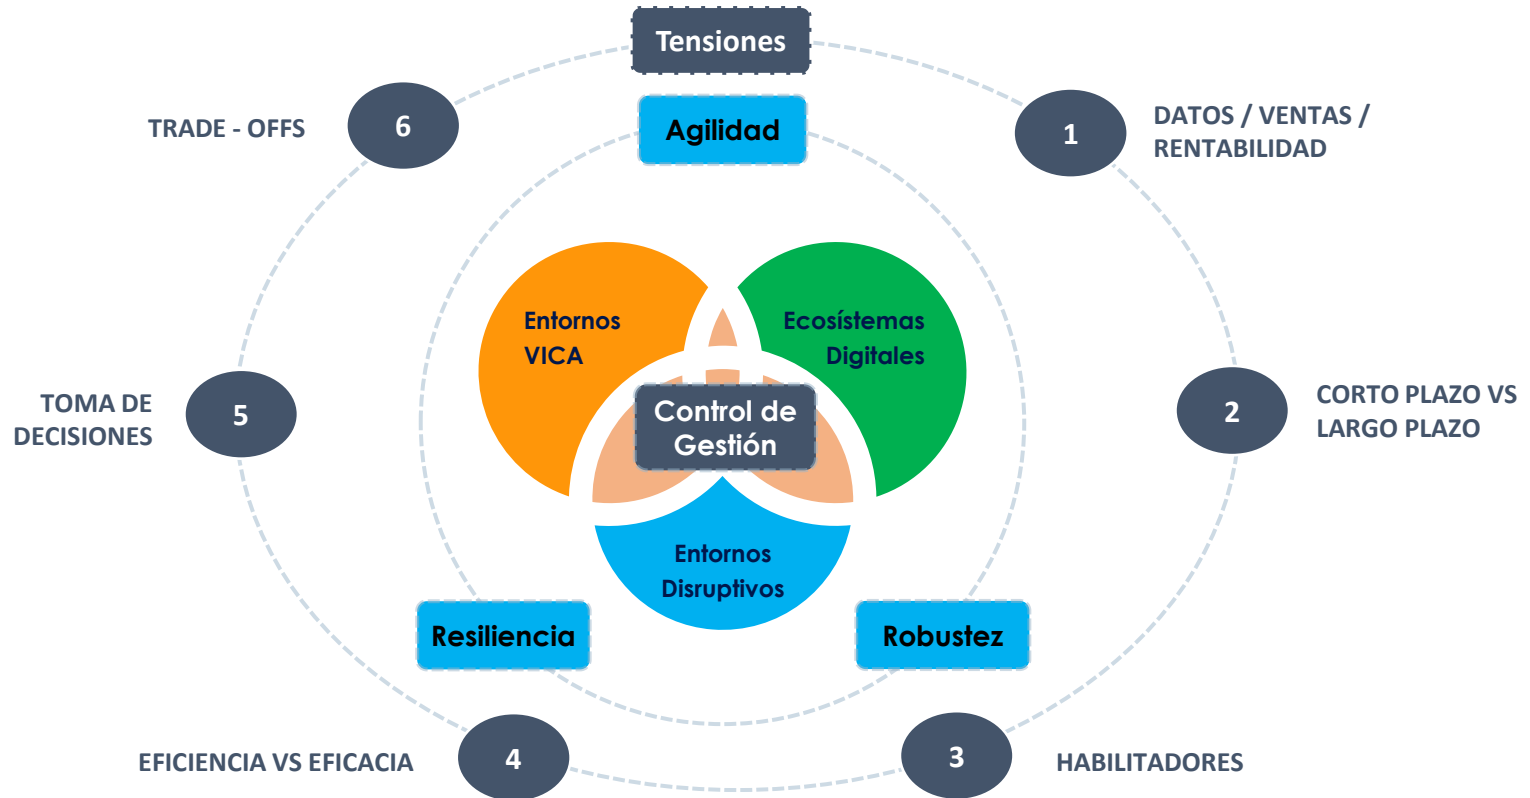 Tensiones
Agilidad
6
TRADE - OFFS
1
DATOS / VENTAS /
RENTABILIDAD
Entornos
VICA
Ecosístemas
Digitales
Control de
Gestión
5
TOMA DE
DECISIONES
2
CORTO PLAZO VS
LARGO PLAZO
Entornos
Disruptivos
Resiliencia
Robustez
4
EFICIENCIA VS EFICACIA
3
HABILITADORES